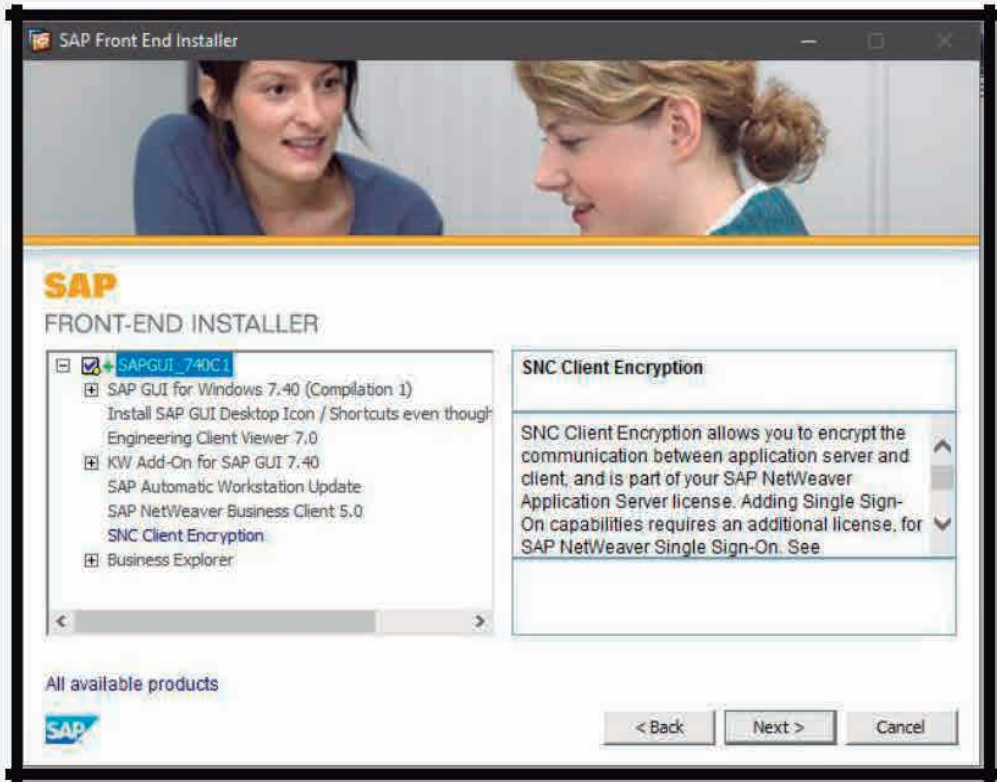 SAP Front End Installer
SAP
FRONT-END INSTALLER
SAPGUI_740C1
SAP GUI for Windows 7.40 (Compilation 1)
Install SAP GUI Desktop Icon / Shortcuts even though
Engineering Client Viewer 7.0
KW Add-On for SAP GUI 7.40
SAP Automatic Workstation Update
SAP NetWeaver Business Client 5.0
SNC Client Encryption
Business Explorer
SNC Client Encryption
SNC Client Encryption allows you to encrypt the
communication between application server and
client, and is part of your SAP NetWeaver
Application Server license. Adding Single Sign-
On capabilities requires an additional license, for
SAP NetWeaver Single Sign-On. See
All available products
SAP
< Back
Next >
Cancel